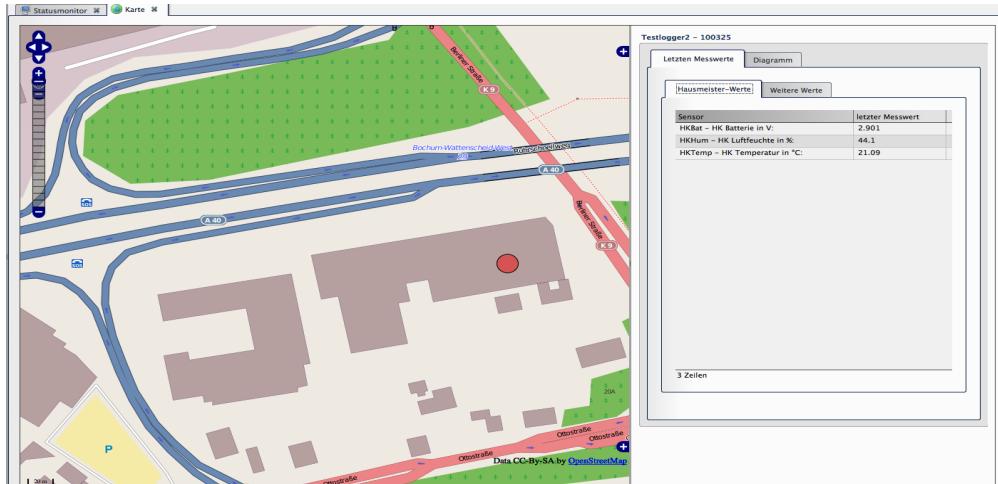 Statusmonitor
Karte
Berliner Straße
K 9
Bochum-Wattenscheid-West
A 40
Berliner Straße
A 40
K 9
20A
P
Ottostraße
Ottostraße
Ottostraße
Ottostraße
Data CC-By-SA by OpenStreetMap
20 m
Testlogger2 – 100325
Letzten Messwerte Diagramm
Hausmeister-Werte Weitere Werte
Sensor letzter Messwert
HKBat – HK Batterie in V: 2.901
HKHum – HK Luftfeuchte in %: 44.1
HKTemp – HK Temperatur in °C: 21.09
3 Zeilen